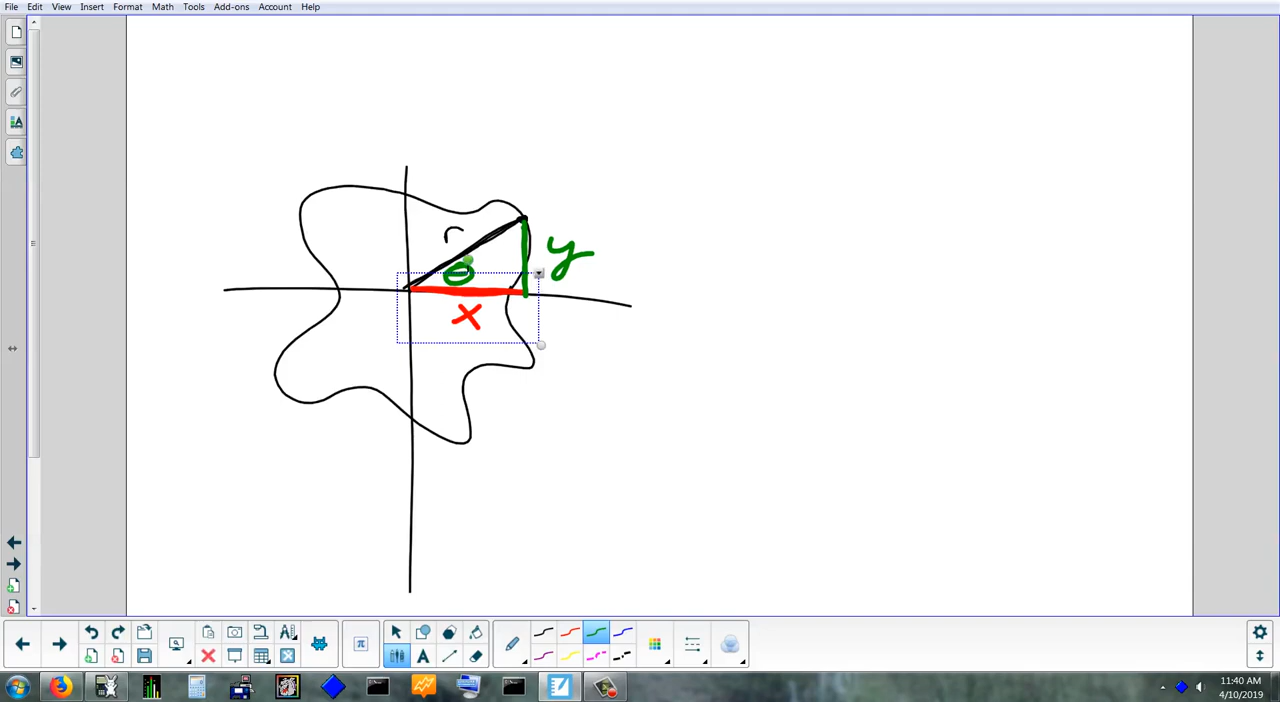 File Edit View Insert Format Math Tools Add-ons Account Help
r
y
θ
x
π
A
11:40 AM
4/10/2019